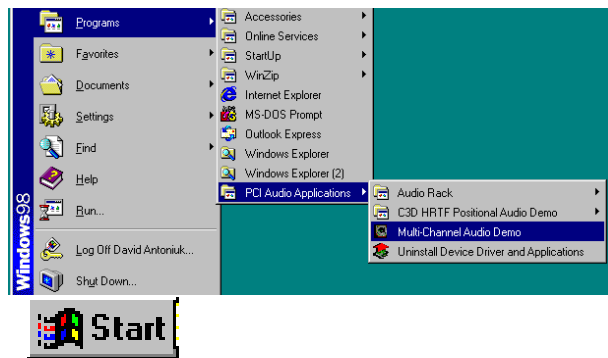 Programs
Favorites
Documents
Settings
Find
Help
Run...
Log Off David Antoniuk...
Shut Down...
Windows98
Accessories
Online Services
StartUp
WinZip
Internet Explorer
MS-DOS Prompt
Outlook Express
Windows Explorer
Windows Explorer (2)
PCI Audio Applications
Audio Rack
C3D HRTF Positional Audio Demo
Multi-Channel Audio Demo
Uninstall Device Driver and Applications
Start